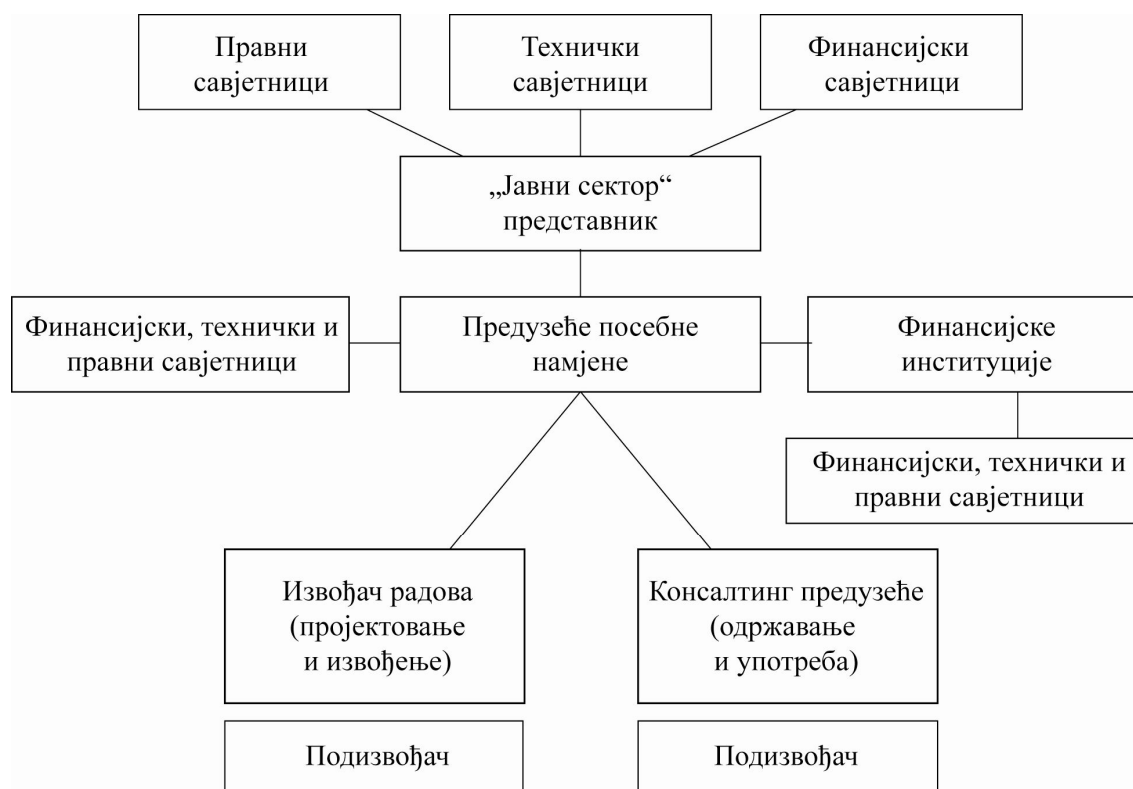 Правни
савјетници
Технички
савјетници
Финансијски
савјетници
„Јавни сектор“
представник
Финансијски, технички и
правни савјетници
Предузеће посебне
намјене
Финансијске
институције
Финансијски, технички и
правни савјетници
Извођач радова
(пројектовање
и извођење)
Консалтинг предузеће
(одржавање
и употреба)
Подизвођач
Подизвођач